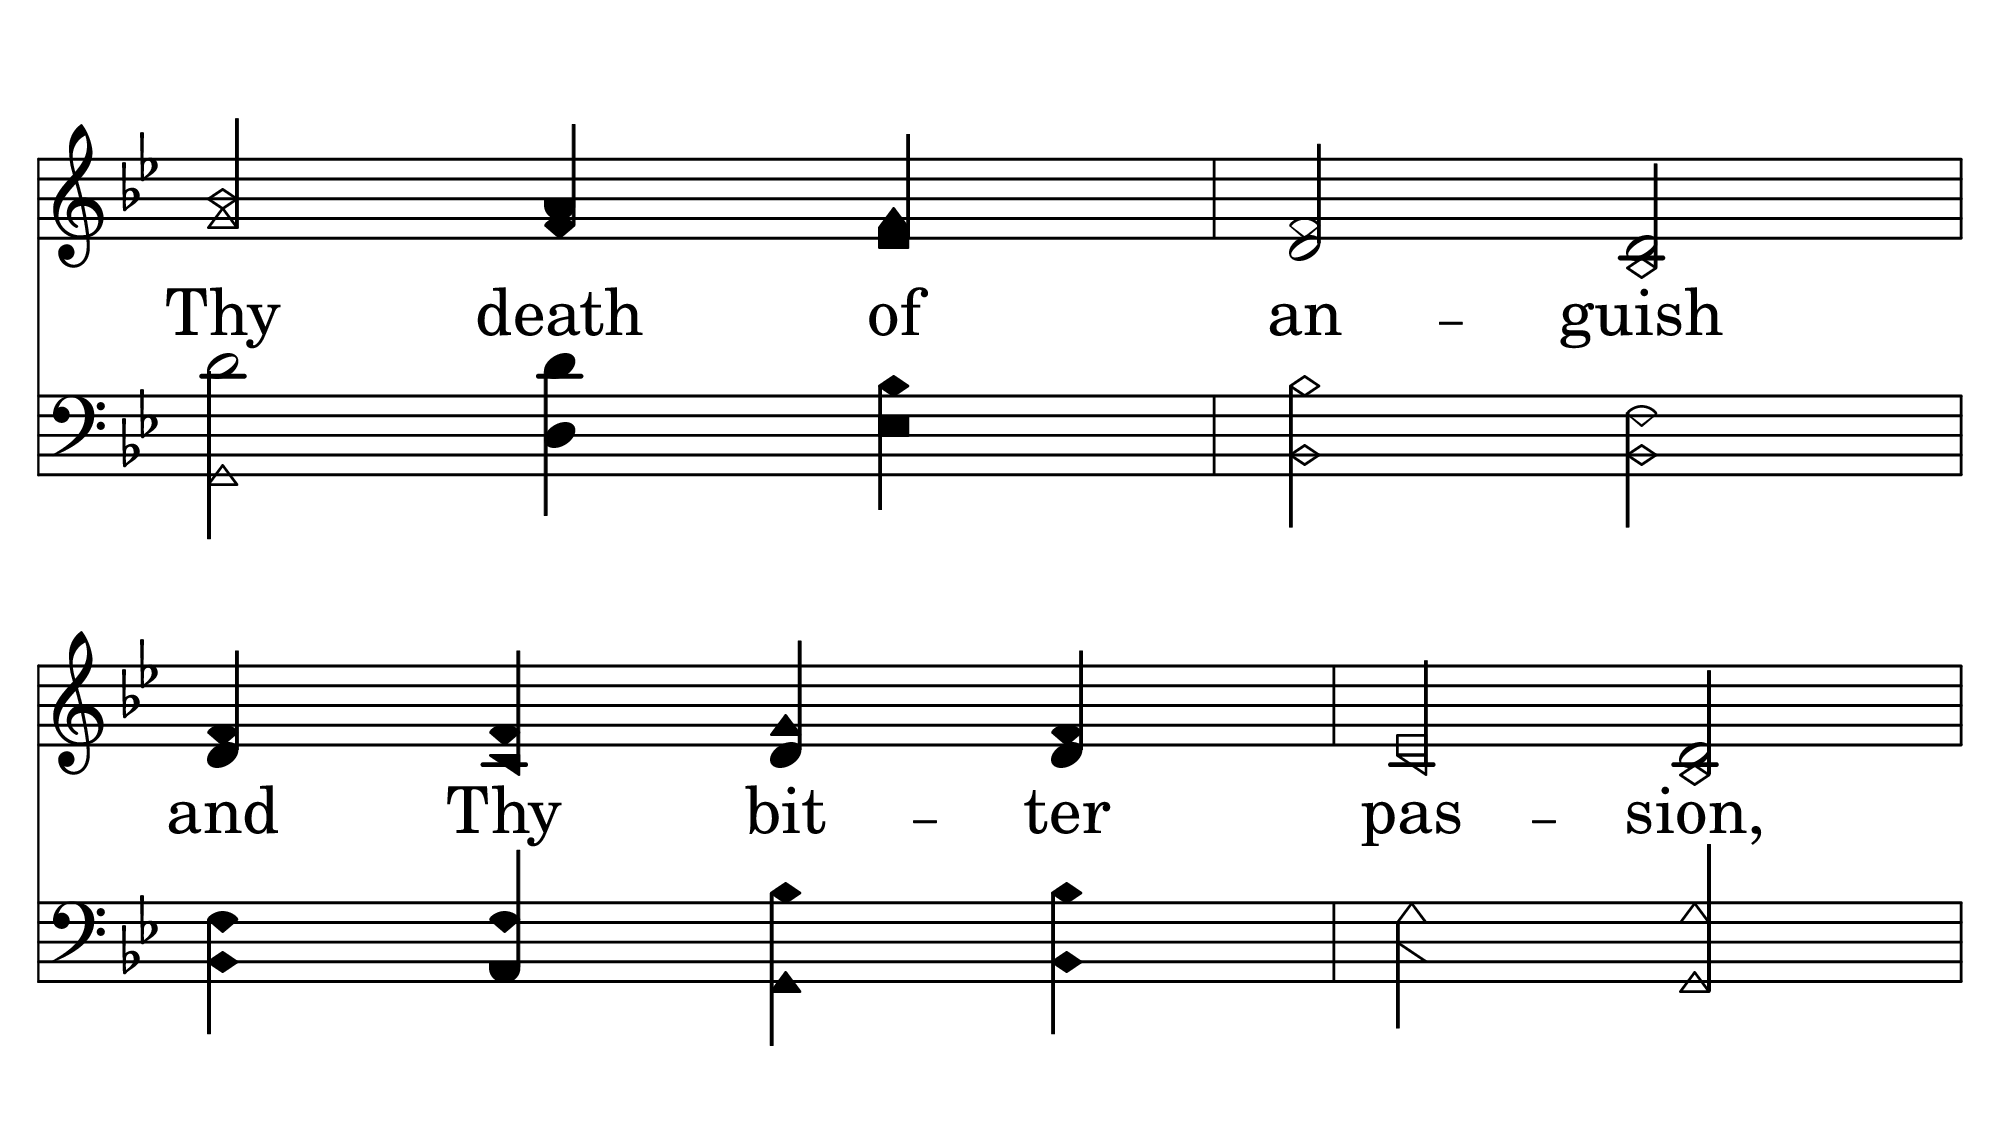 Thy death of an – guish
and Thy bit – ter pas – sion,